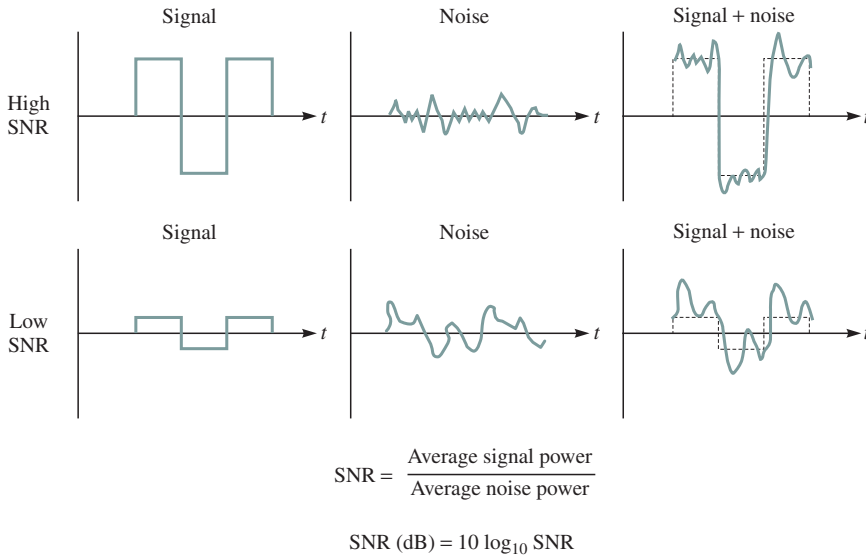 Signal Noise Signal + noise
High
SNR
t t t
Signal Noise Signal + noise
Low
SNR
t t t
SNR = Average signal power
Average noise power
SNR (dB) = 10 log₁₀ SNR